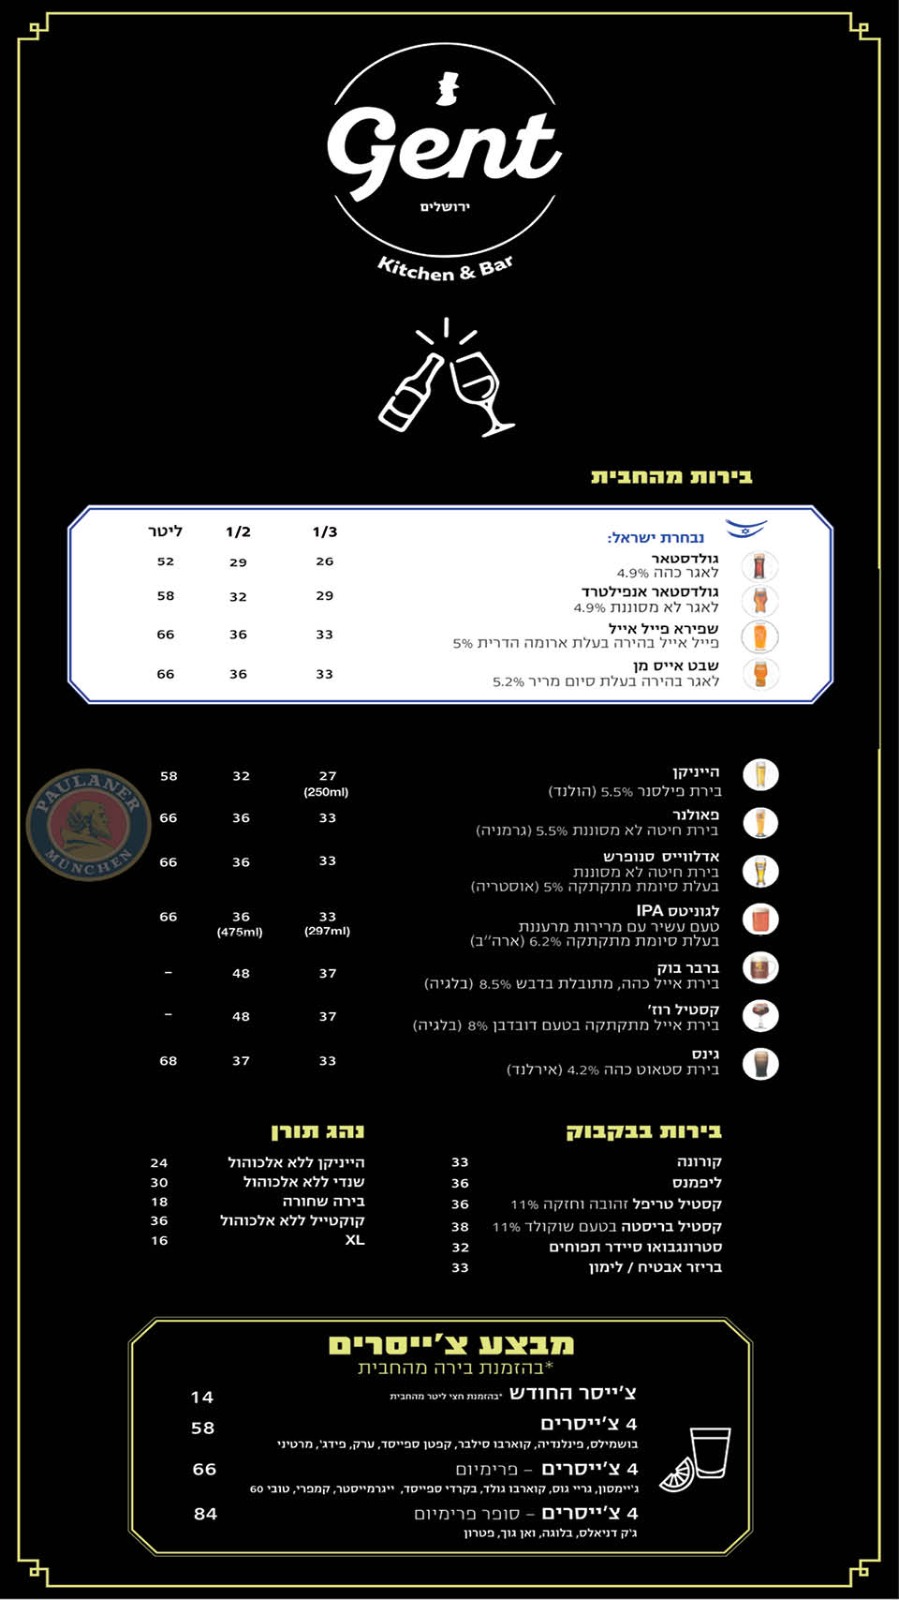 Gent
ירושלים
Kitchen & Bar
בירות מהחבית
נבחרת ישראל: 1/3 1/2 ליטר
גולדסטאר 26 29 52
לאגר כהה 4.9%
גולדסטאר אנפילטרד 29 32 58
לאגר לא מסוננת 4.9%
שפירא פייל אייל 33 36 66
פייל אייל בהירה בעלת ארומה הדרית 5%
שבט אייס מן 33 36 66
לאגר בהירה בעלת סיום מריר 5.2%
הייניקן 27 32 58
בירת פילסנר 5.5% (הולנד) (250ml)
PAULANER
MÜNCHEN
פאולנר 33 36 66
בירת חיטה לא מסוננת 5.5% (גרמניה)
אדלווייס סנופרש 33 36 66
בירת חיטה לא מסוננת
בעלת סיומת מתקתקה 5% (אוסטריה)
לגוניטס IPA 33 36 66
טעם עשיר עם מרירות מרעננת (297ml) (475ml)
בעלת סיומת מתקתקה 6.2% (ארה״ב)
ברבר בוק 37 48 –
בירת אייל כהה, מתובלת בדבש 8.5% (בלגיה)
קסטיל רוז' 37 48 –
בירת אייל מתקתקה בטעם דובדבן 8% (בלגיה)
גינס 33 37 68
בירת סטאוט כהה 4.2% (אירלנד)
בירות בבקבוק
קורונה 33
ליפמנס 36
קסטיל טריפל זהובה וחזקה 11% 36
קסטיל בריסטה בטעם שוקולד 11% 38
סטרונגבואו סיידר תפוחים 32
בריזר אבטיח / לימון 33
נהג תורן
הייניקן ללא אלכוהול 24
שנדי ללא אלכוהול 30
בירה שחורה 18
קוקטייל ללא אלכוהול 36
XL 16
מבצע צ'ייסרים
*בהזמנת בירה מהחבית
צ'ייסר החודש *בהזמנת חצי ליטר מהחבית 14
4 צ'ייסרים 58
בושמילס, פינלנדיה, קוארבו סילבר, קפטן ספייסד, ערק, פידג', מרטיני
4 צ'ייסרים – פרימיום 66
ג'יימסון, גריי גוס, קוארבו גולד, בקרדי ספייסד, ייגרמייסטר, קמפרי, טובי 60
4 צ'ייסרים – סופר פרימיום 84
ג'ק דניאלס, בלוגה, ואן גוך, פטרון